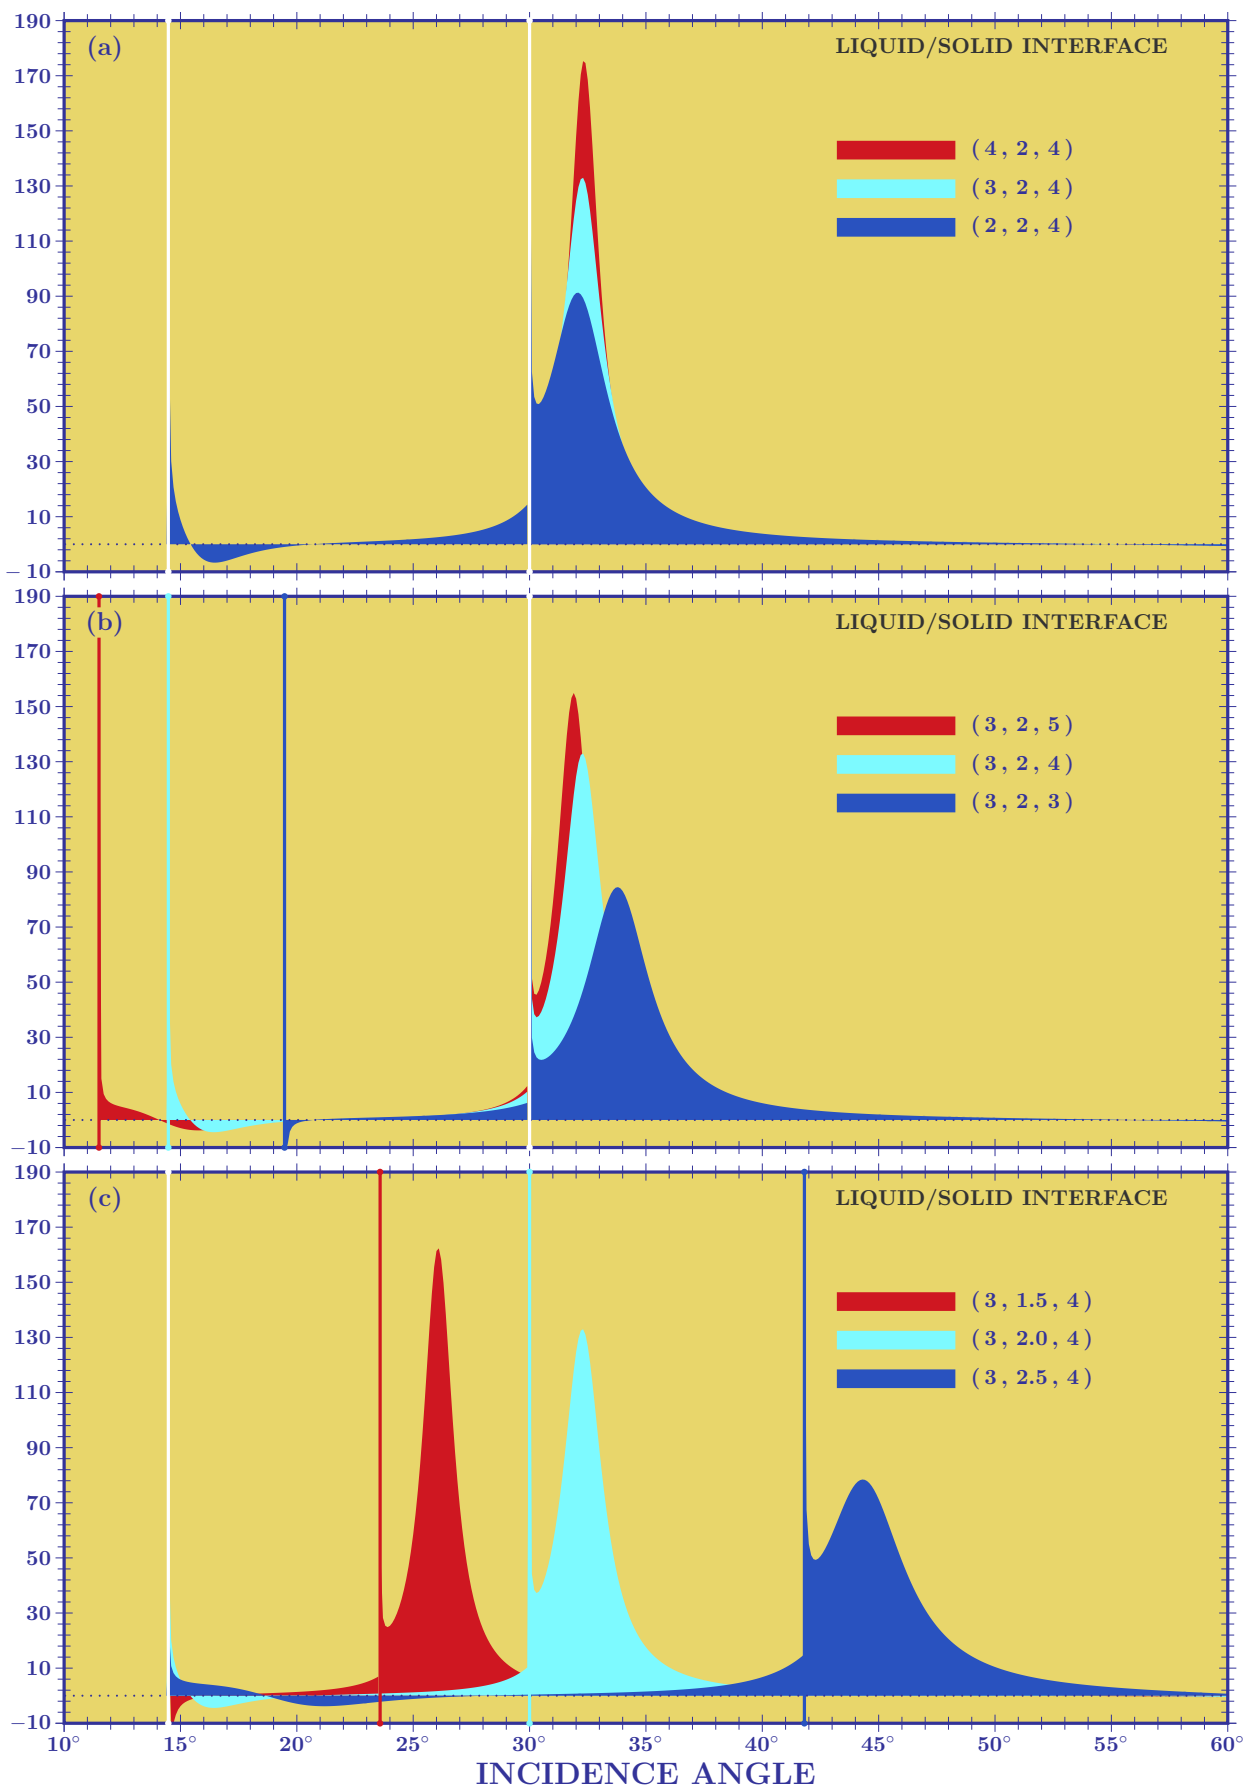 190
(a)
LIQUID/SOLID INTERFACE
170
150
(4, 2, 4)
130
(3, 2, 4)
110
(2, 2, 4)
90
70
50
30
10
−10
190
(b)
LIQUID/SOLID INTERFACE
170
150
(3, 2, 5)
130
(3, 2, 4)
110
(3, 2, 3)
90
70
50
30
10
−10
190
(c)
LIQUID/SOLID INTERFACE
170
150
(3, 1.5, 4)
130
(3, 2.0, 4)
110
(3, 2.5, 4)
90
70
50
30
10
−10
10° 15° 20° 25° 30° 35° 40° 45° 50° 55° 60°
INCIDENCE ANGLE